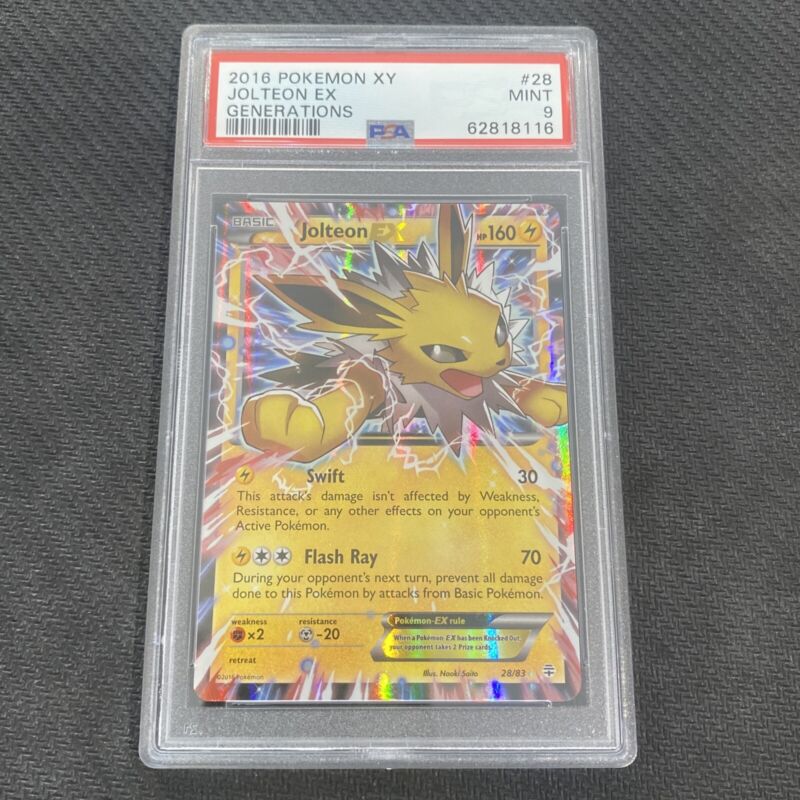 2016 POKEMON XY #28
JOLTEON EX MINT
GENERATIONS 9
PSA 62818116
BASIC Jolteon EX HP160
Swift 30
This attack's damage isn't affected by Weakness,
Resistance, or any other effects on your opponent's
Active Pokémon.
Flash Ray 70
During your opponent's next turn, prevent all damage
done to this Pokémon by attacks from Basic Pokémon.
weakness resistance
×2 -20
retreat
Pokémon-EX rule
When a Pokémon-EX has been Knocked Out,
your opponent takes 2 Prize cards.
©2016 Pokémon Illus. Naoki Saito 28/83